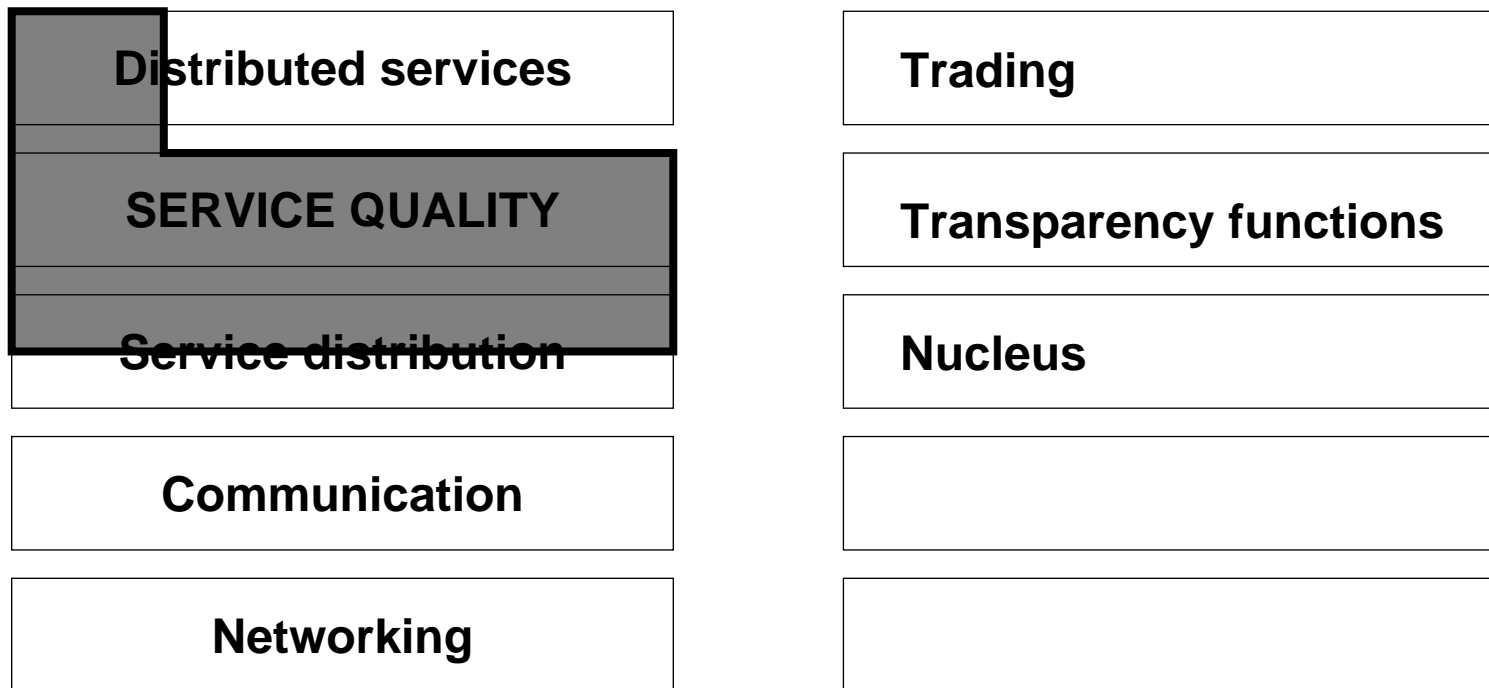 Distributed services
Trading
SERVICE QUALITY
Transparency functions
Service distribution
Nucleus
Communication
Networking